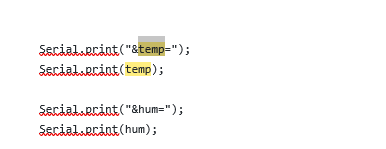 Serial.print("&temp=");
Serial.print(temp);
Serial.print("&hum=");
Serial.print(hum);